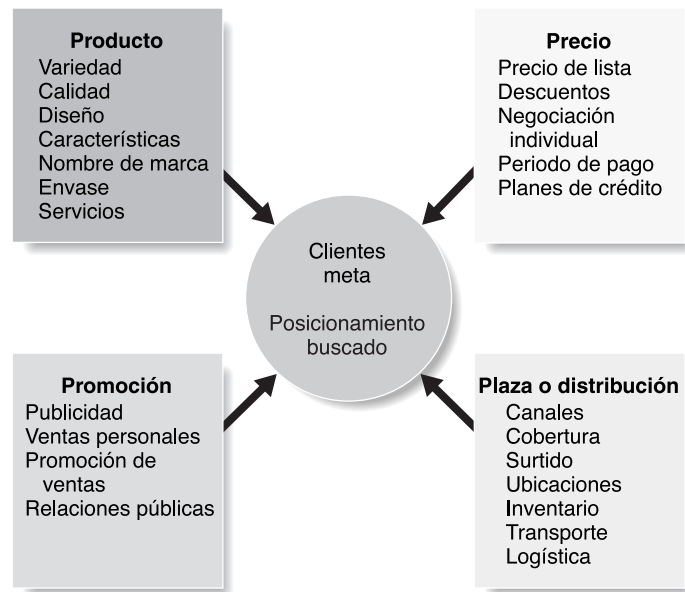 Producto
Variedad
Calidad
Diseño
Características
Nombre de marca
Envase
Servicios
Precio
Precio de lista
Descuentos
Negociación
individual
Periodo de pago
Planes de crédito
Clientes
meta
Posicionamiento
buscado
Promoción
Publicidad
Ventas personales
Promoción de
ventas
Relaciones públicas
Plaza o distribución
Canales
Cobertura
Surtido
Ubicaciones
Inventario
Transporte
Logística